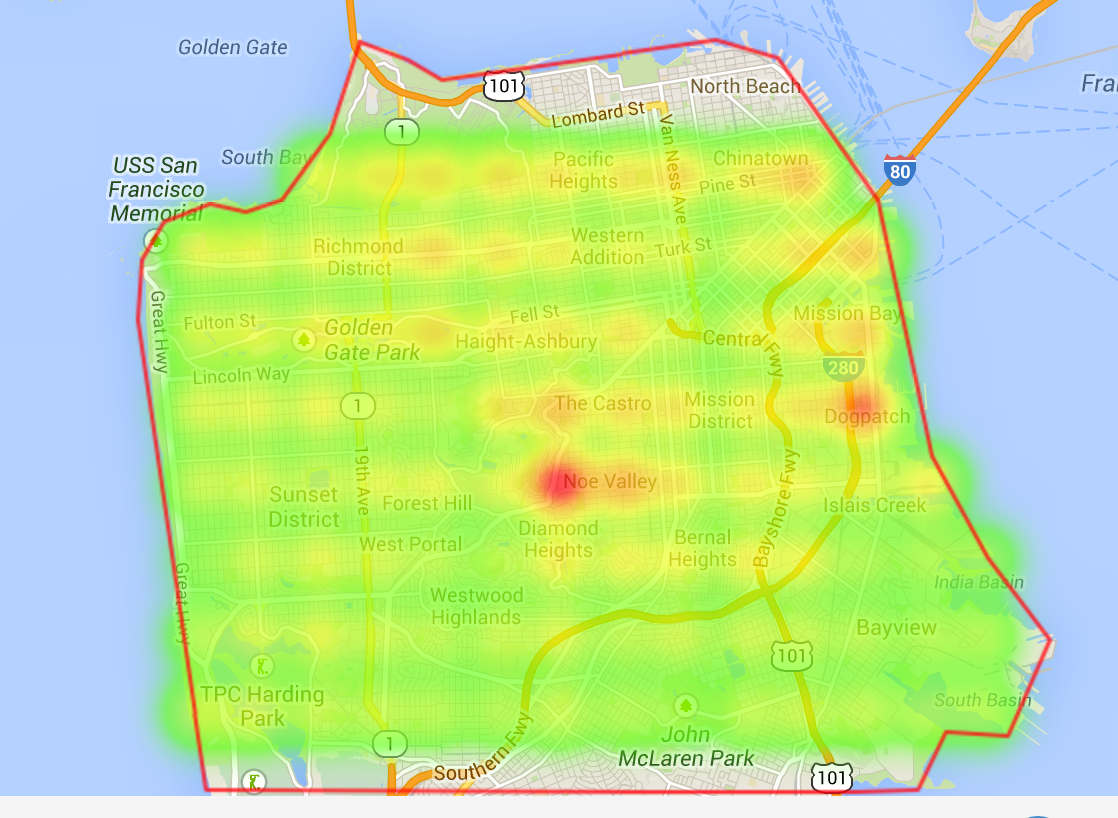 Golden Gate
101
North Beach
Fra
Lombard St
1
Van Ness Ave
South Bay
USS San
Francisco
Memorial
Pacific
Heights
Chinatown
Pine St
80
Richmond
District
Western
Addition
Turk St
Great Hwy
Fulton St
Golden
Gate Park
Fell St
Haight-Ashbury
Mission Bay
Central Fwy
Lincoln Way
280
1
The Castro
Mission
District
Dogpatch
19th Ave
Noe Valley
Sunset
District
Forest Hill
Islais Creek
Diamond
Heights
West Portal
Bernal
Heights
Bayshore Fwy
Great Hwy
India Basin
Westwood
Highlands
Bayview
101
TPC Harding
Park
South Basin
John
McLaren Park
1
Southern Fwy
101